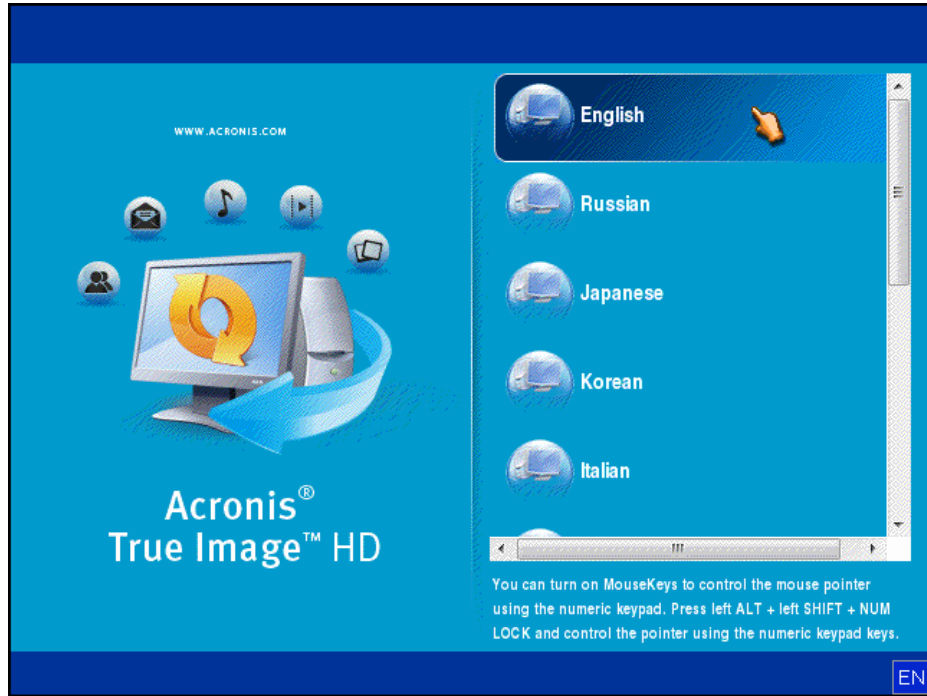 WWW.ACRONIS.COM
Acronis®
True Image™ HD
English
Russian
Japanese
Korean
Italian
You can turn on MouseKeys to control the mouse pointer
using the numeric keypad. Press left ALT + left SHIFT + NUM
LOCK and control the pointer using the numeric keypad keys.
EN